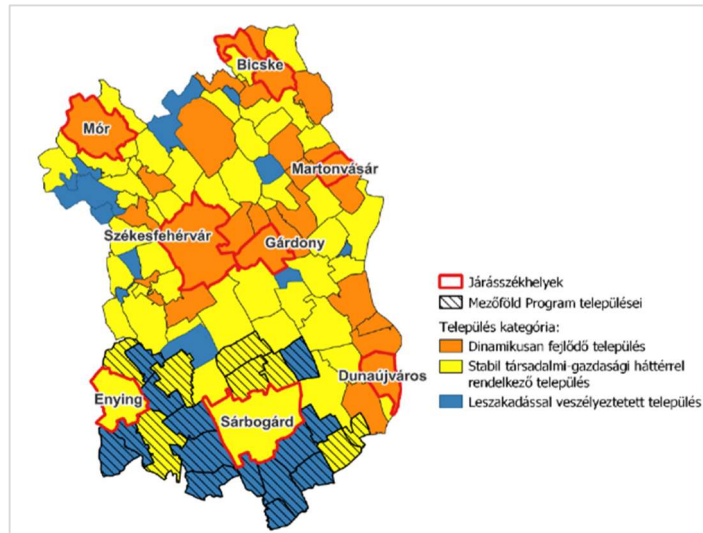 Bicske
Mór
Martonvásár
Székesfehérvár
Gárdony
Dunaújváros
Enying
Sárbogárd
Járásszékhelyek
Mezőföld Program települései
Település kategória:
Dinamikusan fejlődő település
Stabil társadalmi-gazdasági háttérrel
rendelkező település
Leszakadással veszélyeztetett település